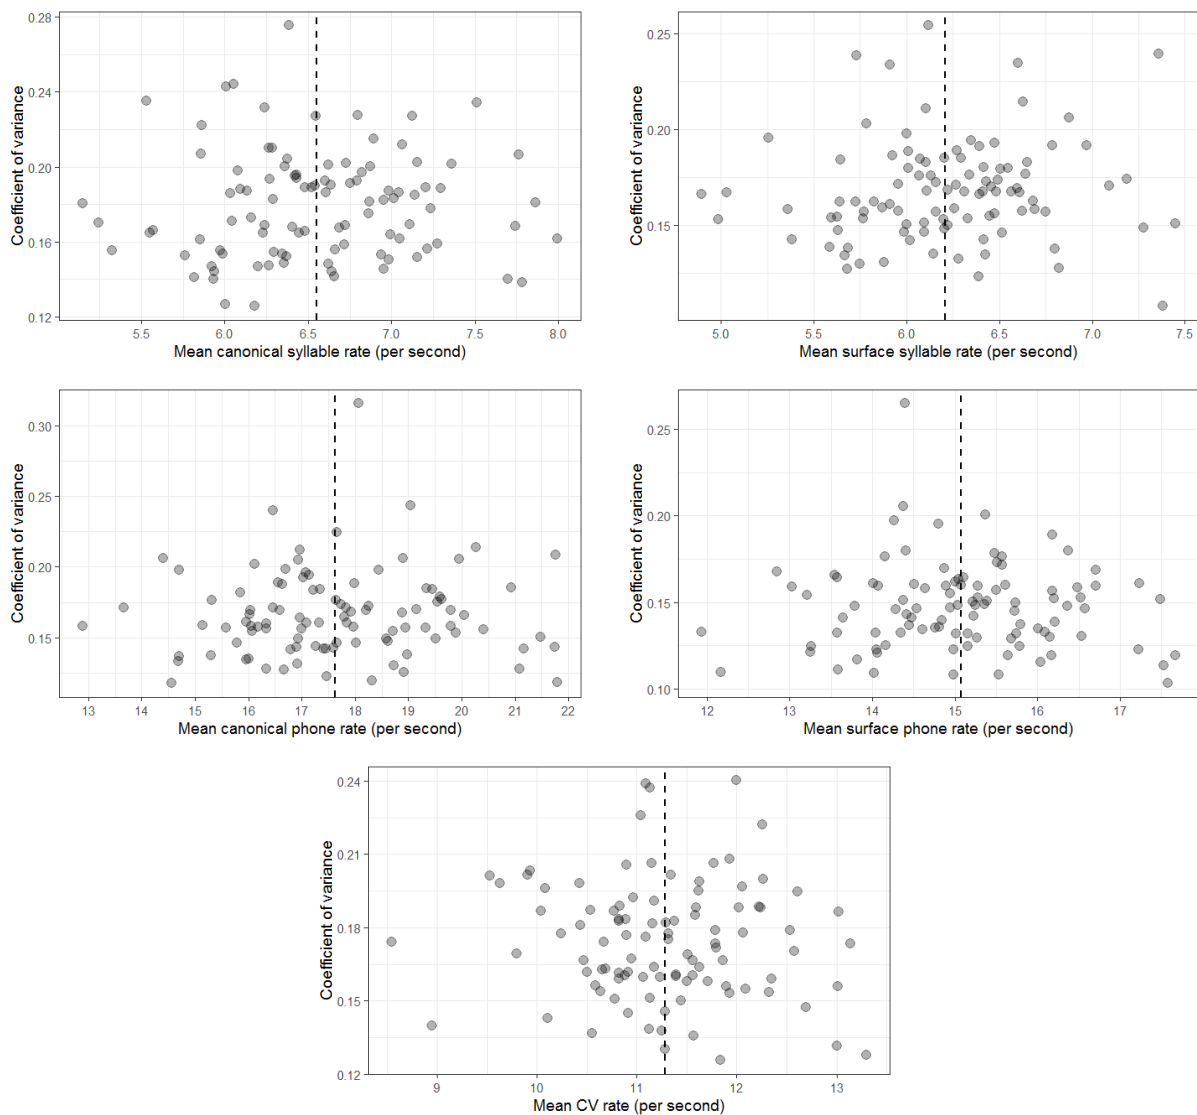 0.28
0.24
0.20
0.16
0.12
Coefficient of variance
5.5 6.0 6.5 7.0 7.5 8.0
Mean canonical syllable rate (per second)
0.25
0.20
0.15
Coefficient of variance
5.0 5.5 6.0 6.5 7.0 7.5
Mean surface syllable rate (per second)
0.30
0.25
0.20
0.15
Coefficient of variance
13 14 15 16 17 18 19 20 21 22
Mean canonical phone rate (per second)
0.25
0.20
0.15
0.10
Coefficient of variance
12 13 14 15 16 17
Mean surface phone rate (per second)
0.24
0.21
0.18
0.15
0.12
Coefficient of variance
9 10 11 12 13
Mean CV rate (per second)